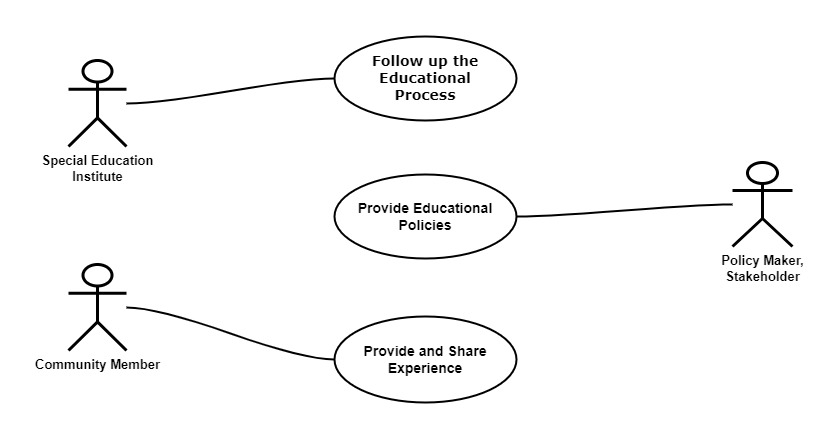 Follow up the
Educational
Process
Special Education
Institute
Provide Educational
Policies
Policy Maker,
Stakeholder
Community Member
Provide and Share
Experience